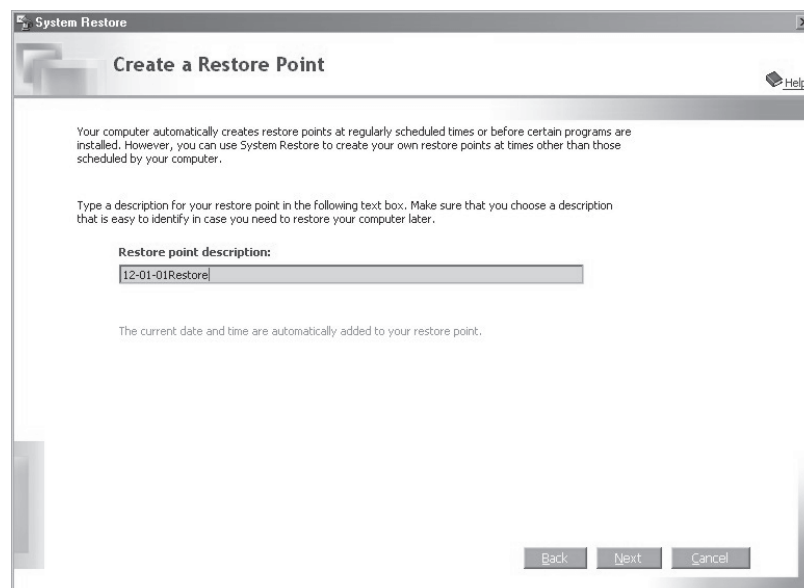 System Restore
Create a Restore Point
Help
Your computer automatically creates restore points at regularly scheduled times or before certain programs are
installed. However, you can use System Restore to create your own restore points at times other than those
scheduled by your computer.
Type a description for your restore point in the following text box. Make sure that you choose a description
that is easy to identify in case you need to restore your computer later.
Restore point description:
12-01-01Restore
The current date and time are automatically added to your restore point.
Back Next Cancel